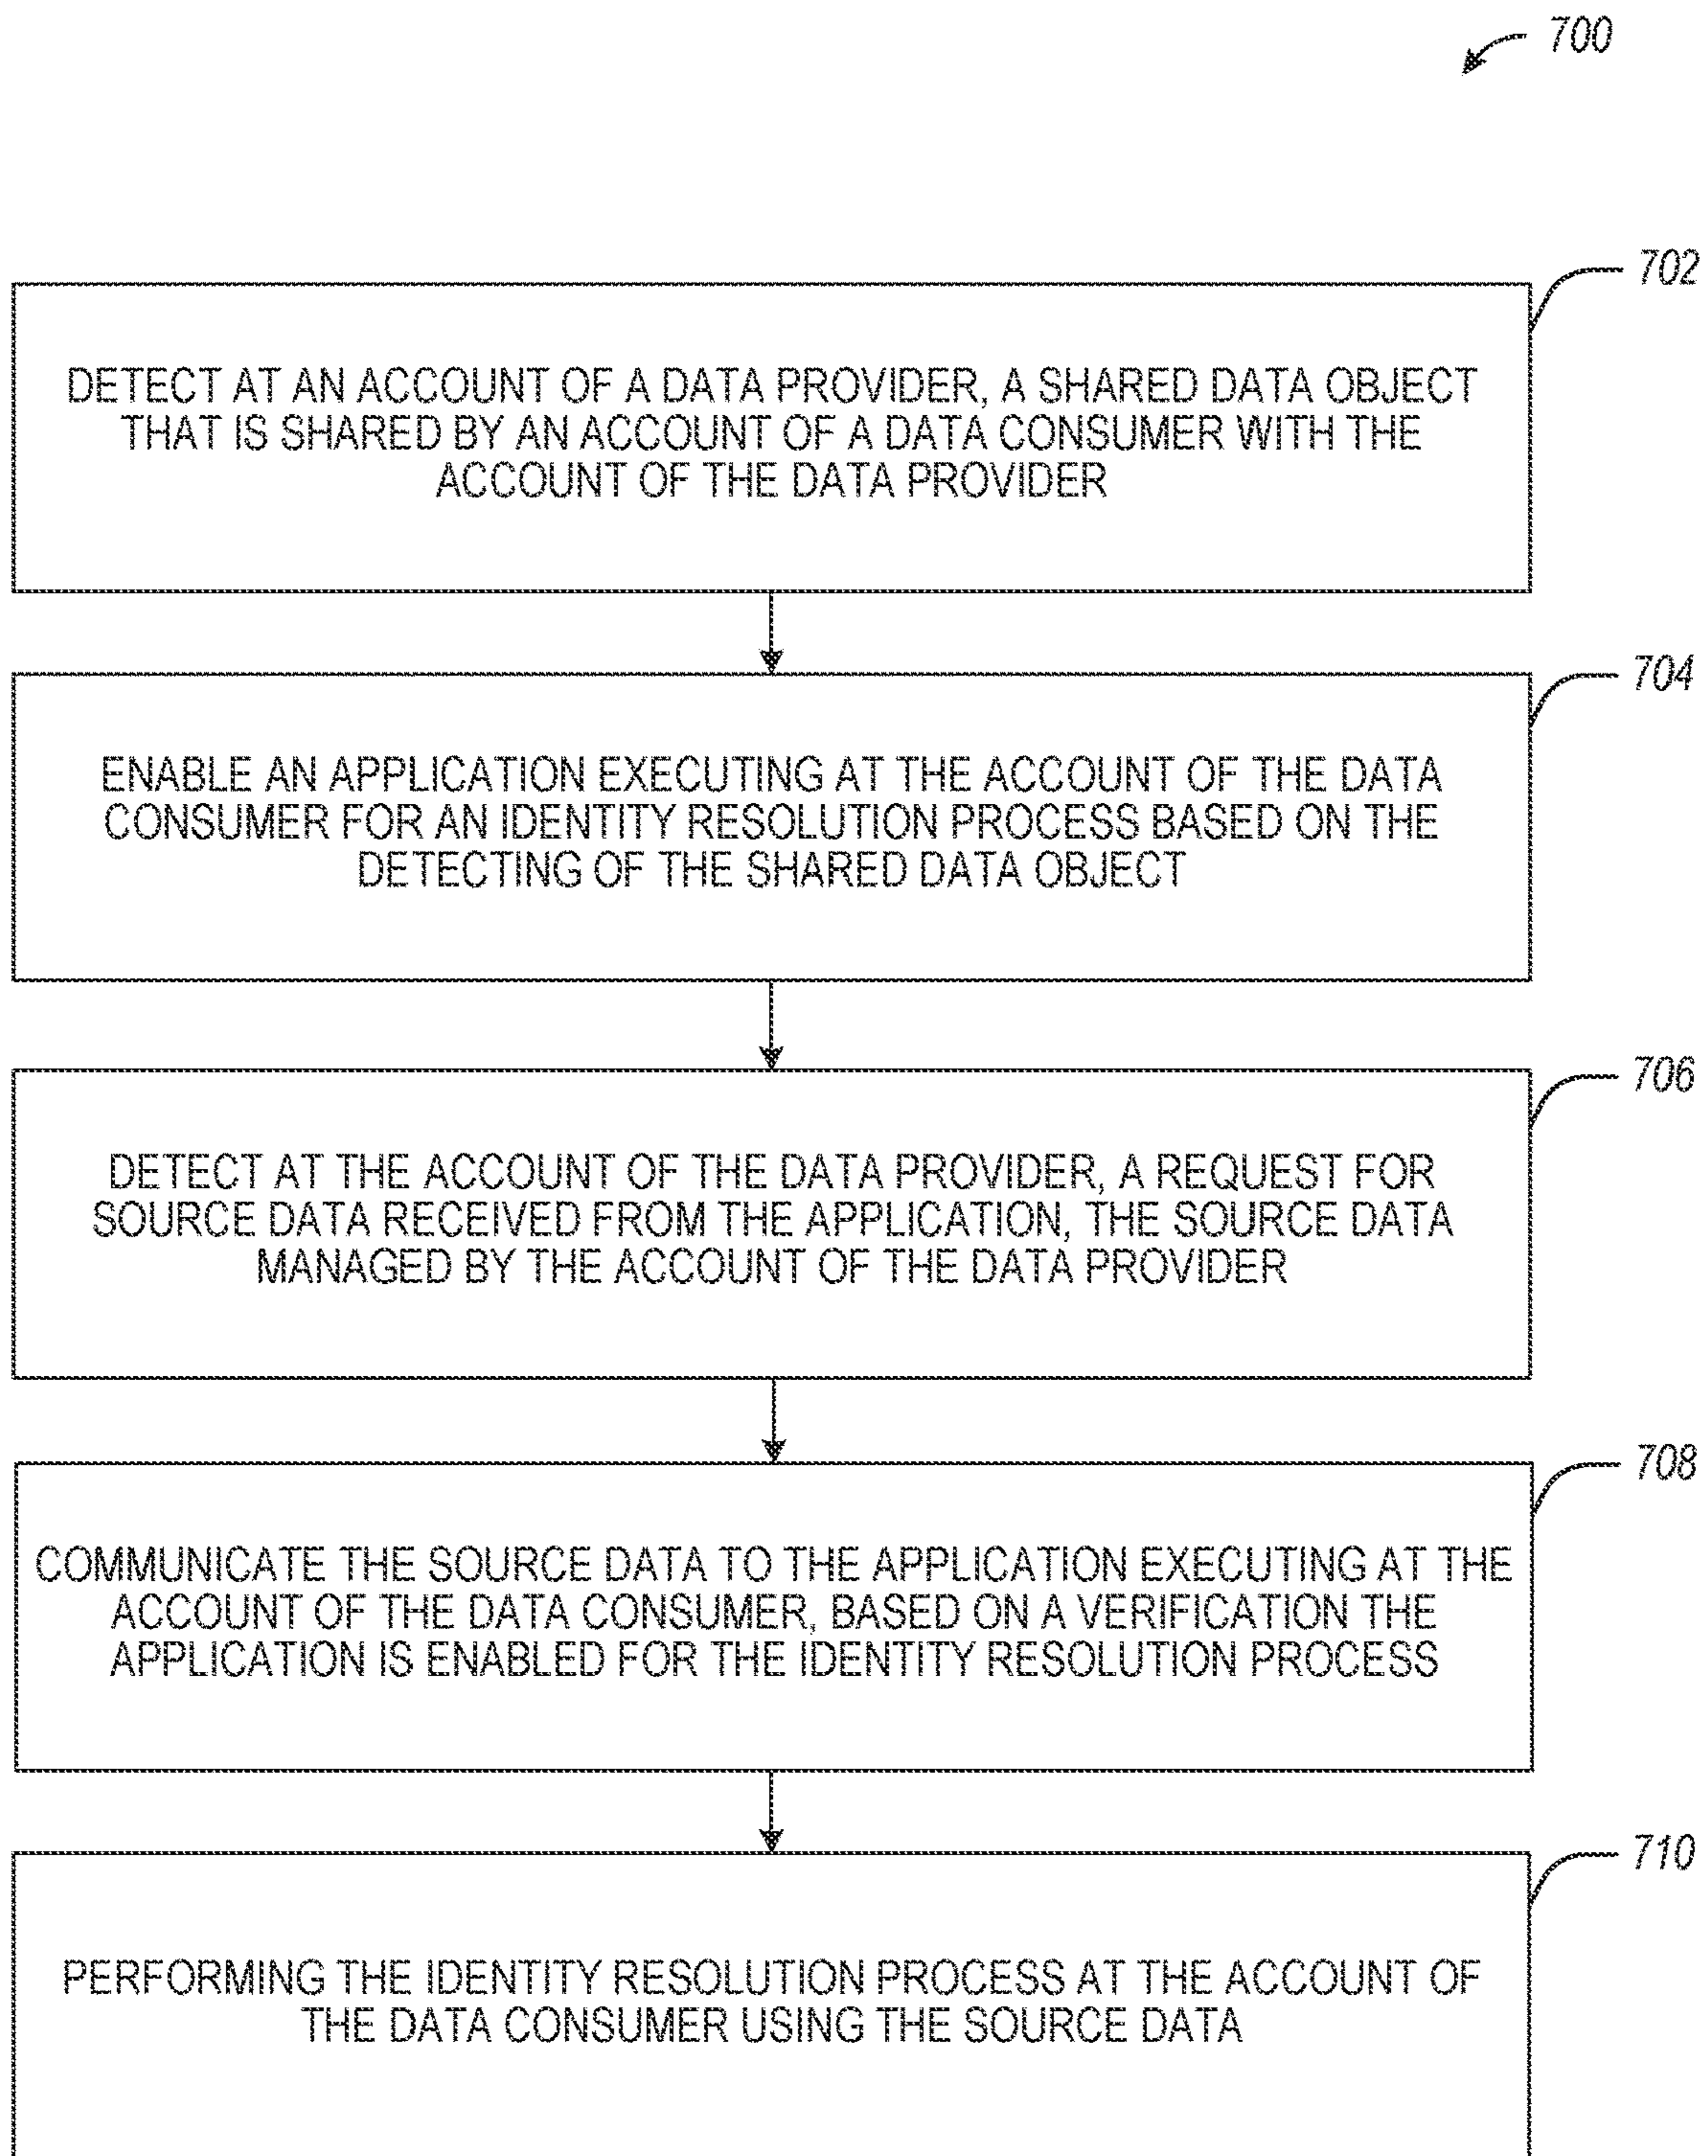 700
702
DETECT AT AN ACCOUNT OF A DATA PROVIDER, A SHARED DATA OBJECT
THAT IS SHARED BY AN ACCOUNT OF A DATA CONSUMER WITH THE
ACCOUNT OF THE DATA PROVIDER
704
ENABLE AN APPLICATION EXECUTING AT THE ACCOUNT OF THE DATA
CONSUMER FOR AN IDENTITY RESOLUTION PROCESS BASED ON THE
DETECTING OF THE SHARED DATA OBJECT
706
DETECT AT THE ACCOUNT OF THE DATA PROVIDER, A REQUEST FOR
SOURCE DATA RECEIVED FROM THE APPLICATION, THE SOURCE DATA
MANAGED BY THE ACCOUNT OF THE DATA PROVIDER
708
COMMUNICATE THE SOURCE DATA TO THE APPLICATION EXECUTING AT THE
ACCOUNT OF THE DATA CONSUMER, BASED ON A VERIFICATION THE
APPLICATION IS ENABLED FOR THE IDENTITY RESOLUTION PROCESS
710
PERFORMING THE IDENTITY RESOLUTION PROCESS AT THE ACCOUNT OF
THE DATA CONSUMER USING THE SOURCE DATA